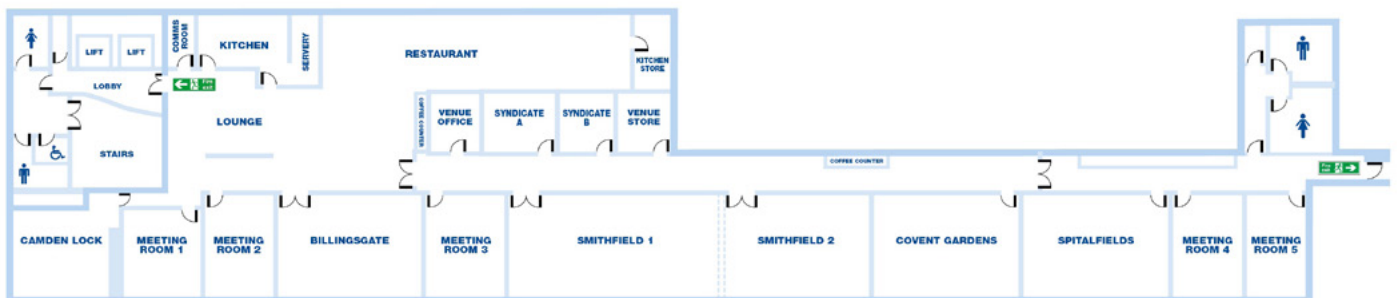 COMMS
ROOM
KITCHEN
SERVERY
RESTAURANT
LIFT
LIFT
KITCHEN
STORE
LOBBY
Fire
exit
LOUNGE
COFFEE COUNTER
VENUE
OFFICE
SYNDICATE
A
SYNDICATE
B
VENUE
STORE
STAIRS
COFFEE COUNTER
Fire
exit
CAMDEN LOCK
MEETING
ROOM 1
MEETING
ROOM 2
BILLINGSGATE
MEETING
ROOM 3
SMITHFIELD 1
SMITHFIELD 2
COVENT GARDENS
SPITALFIELDS
MEETING
ROOM 4
MEETING
ROOM 5